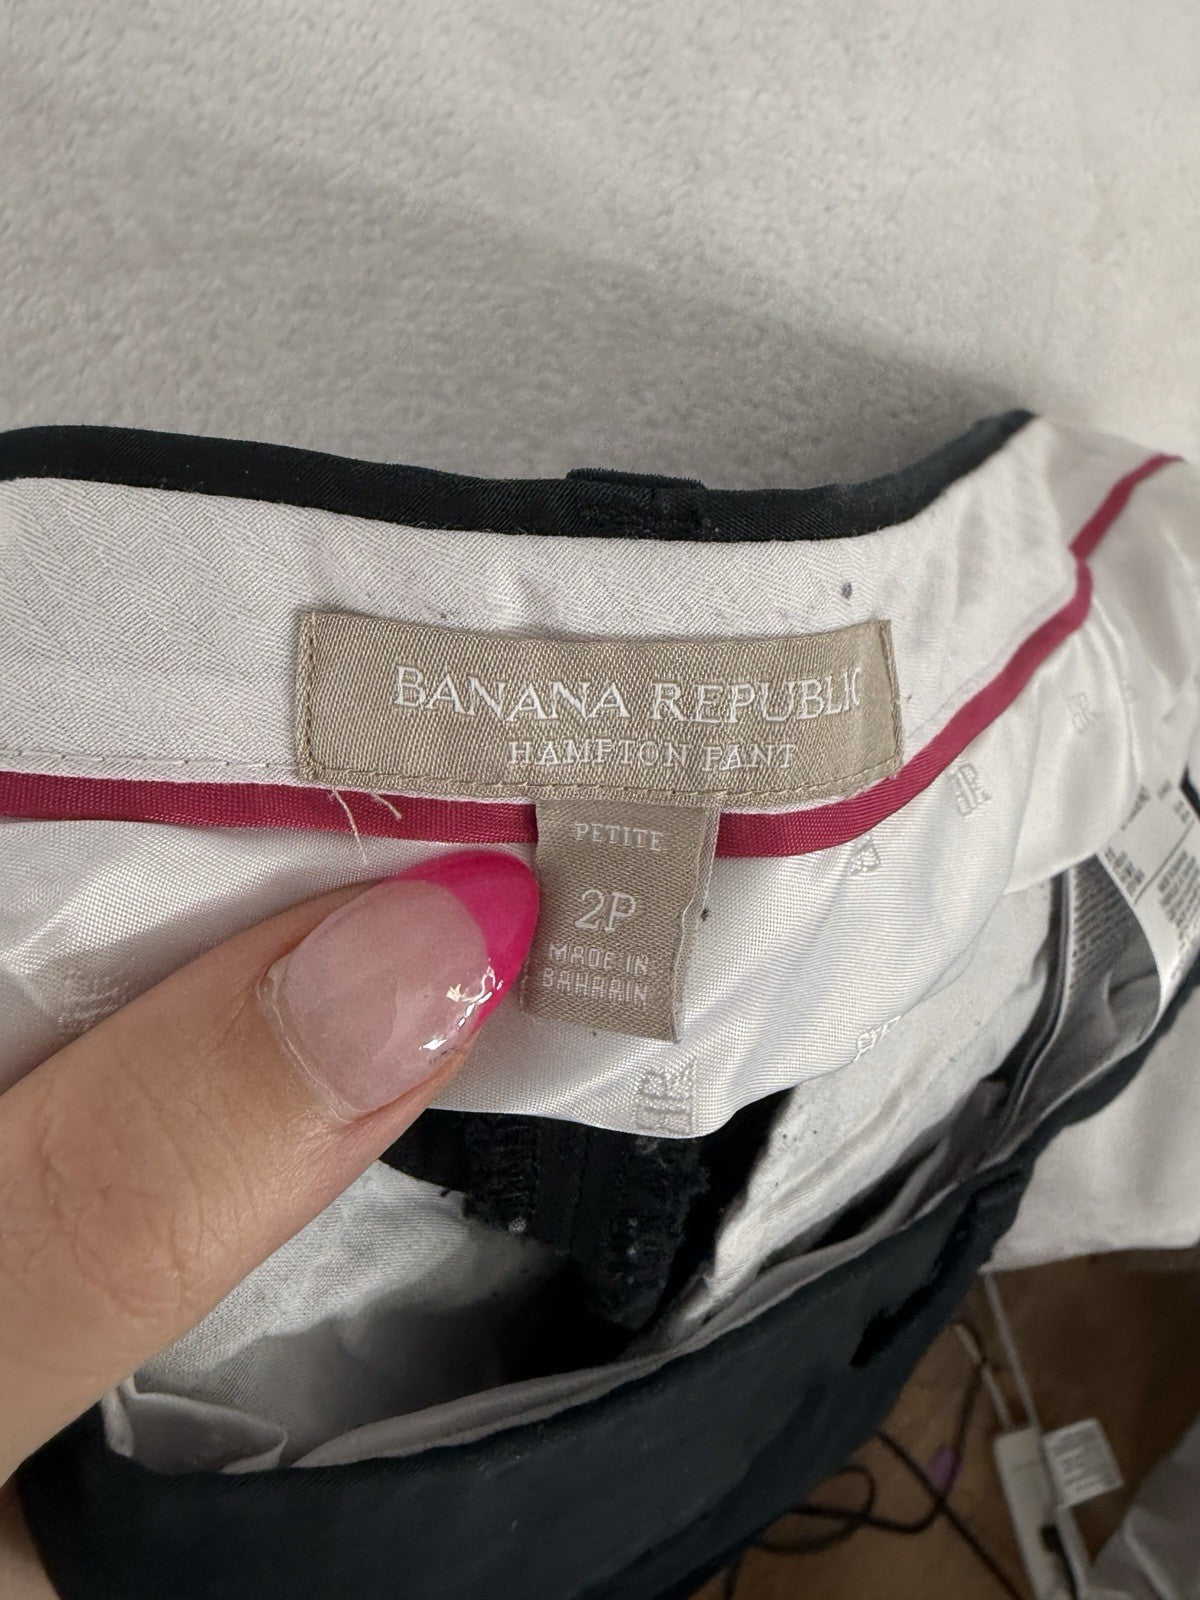 BANANA REPUBLIC
HAMPTON PANT
PETITE
2P
MADE IN
BAHRAIN